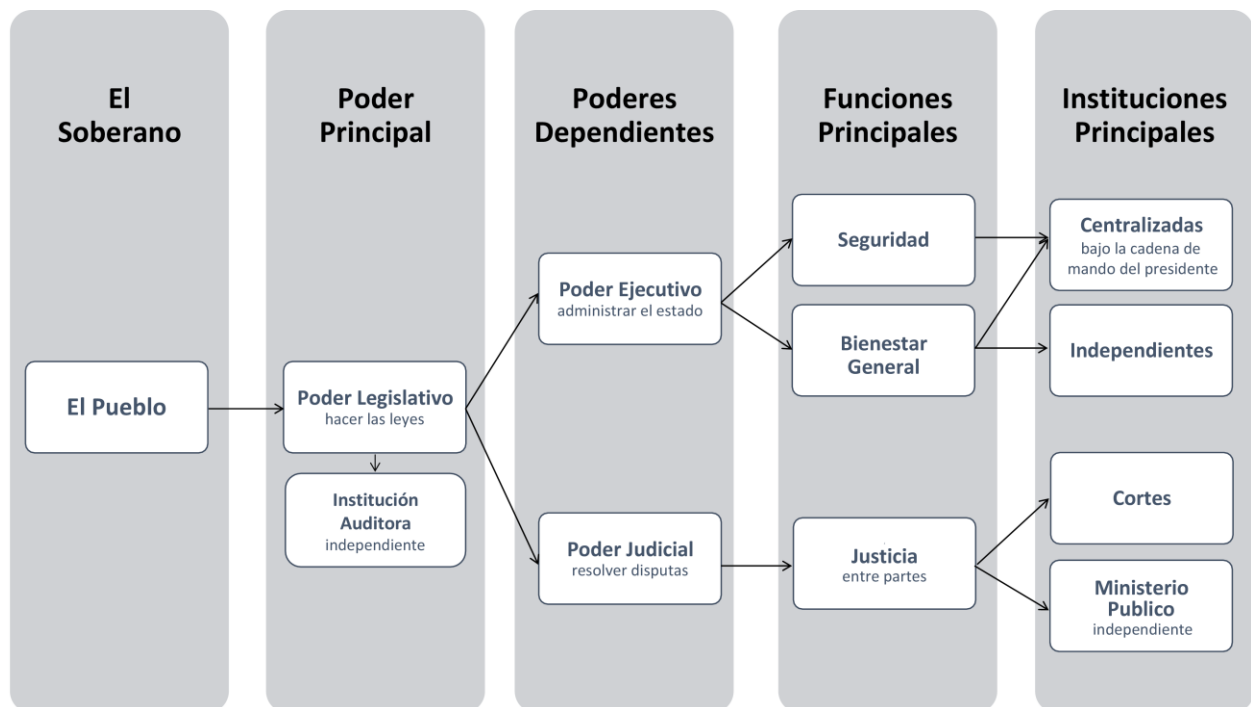 El
Soberano
Poder
Principal
Poderes
Dependientes
Funciones
Principales
Instituciones
Principales
El Pueblo
Poder Legislativo
hacer las leyes
Institución
Auditora
independiente
Poder Ejecutivo
administrar el estado
Poder Judicial
resolver disputas
Seguridad
Bienestar
General
Justicia
entre partes
Centralizadas
bajo la cadena de
mando del presidente
Independientes
Cortes
Ministerio
Publico
independiente